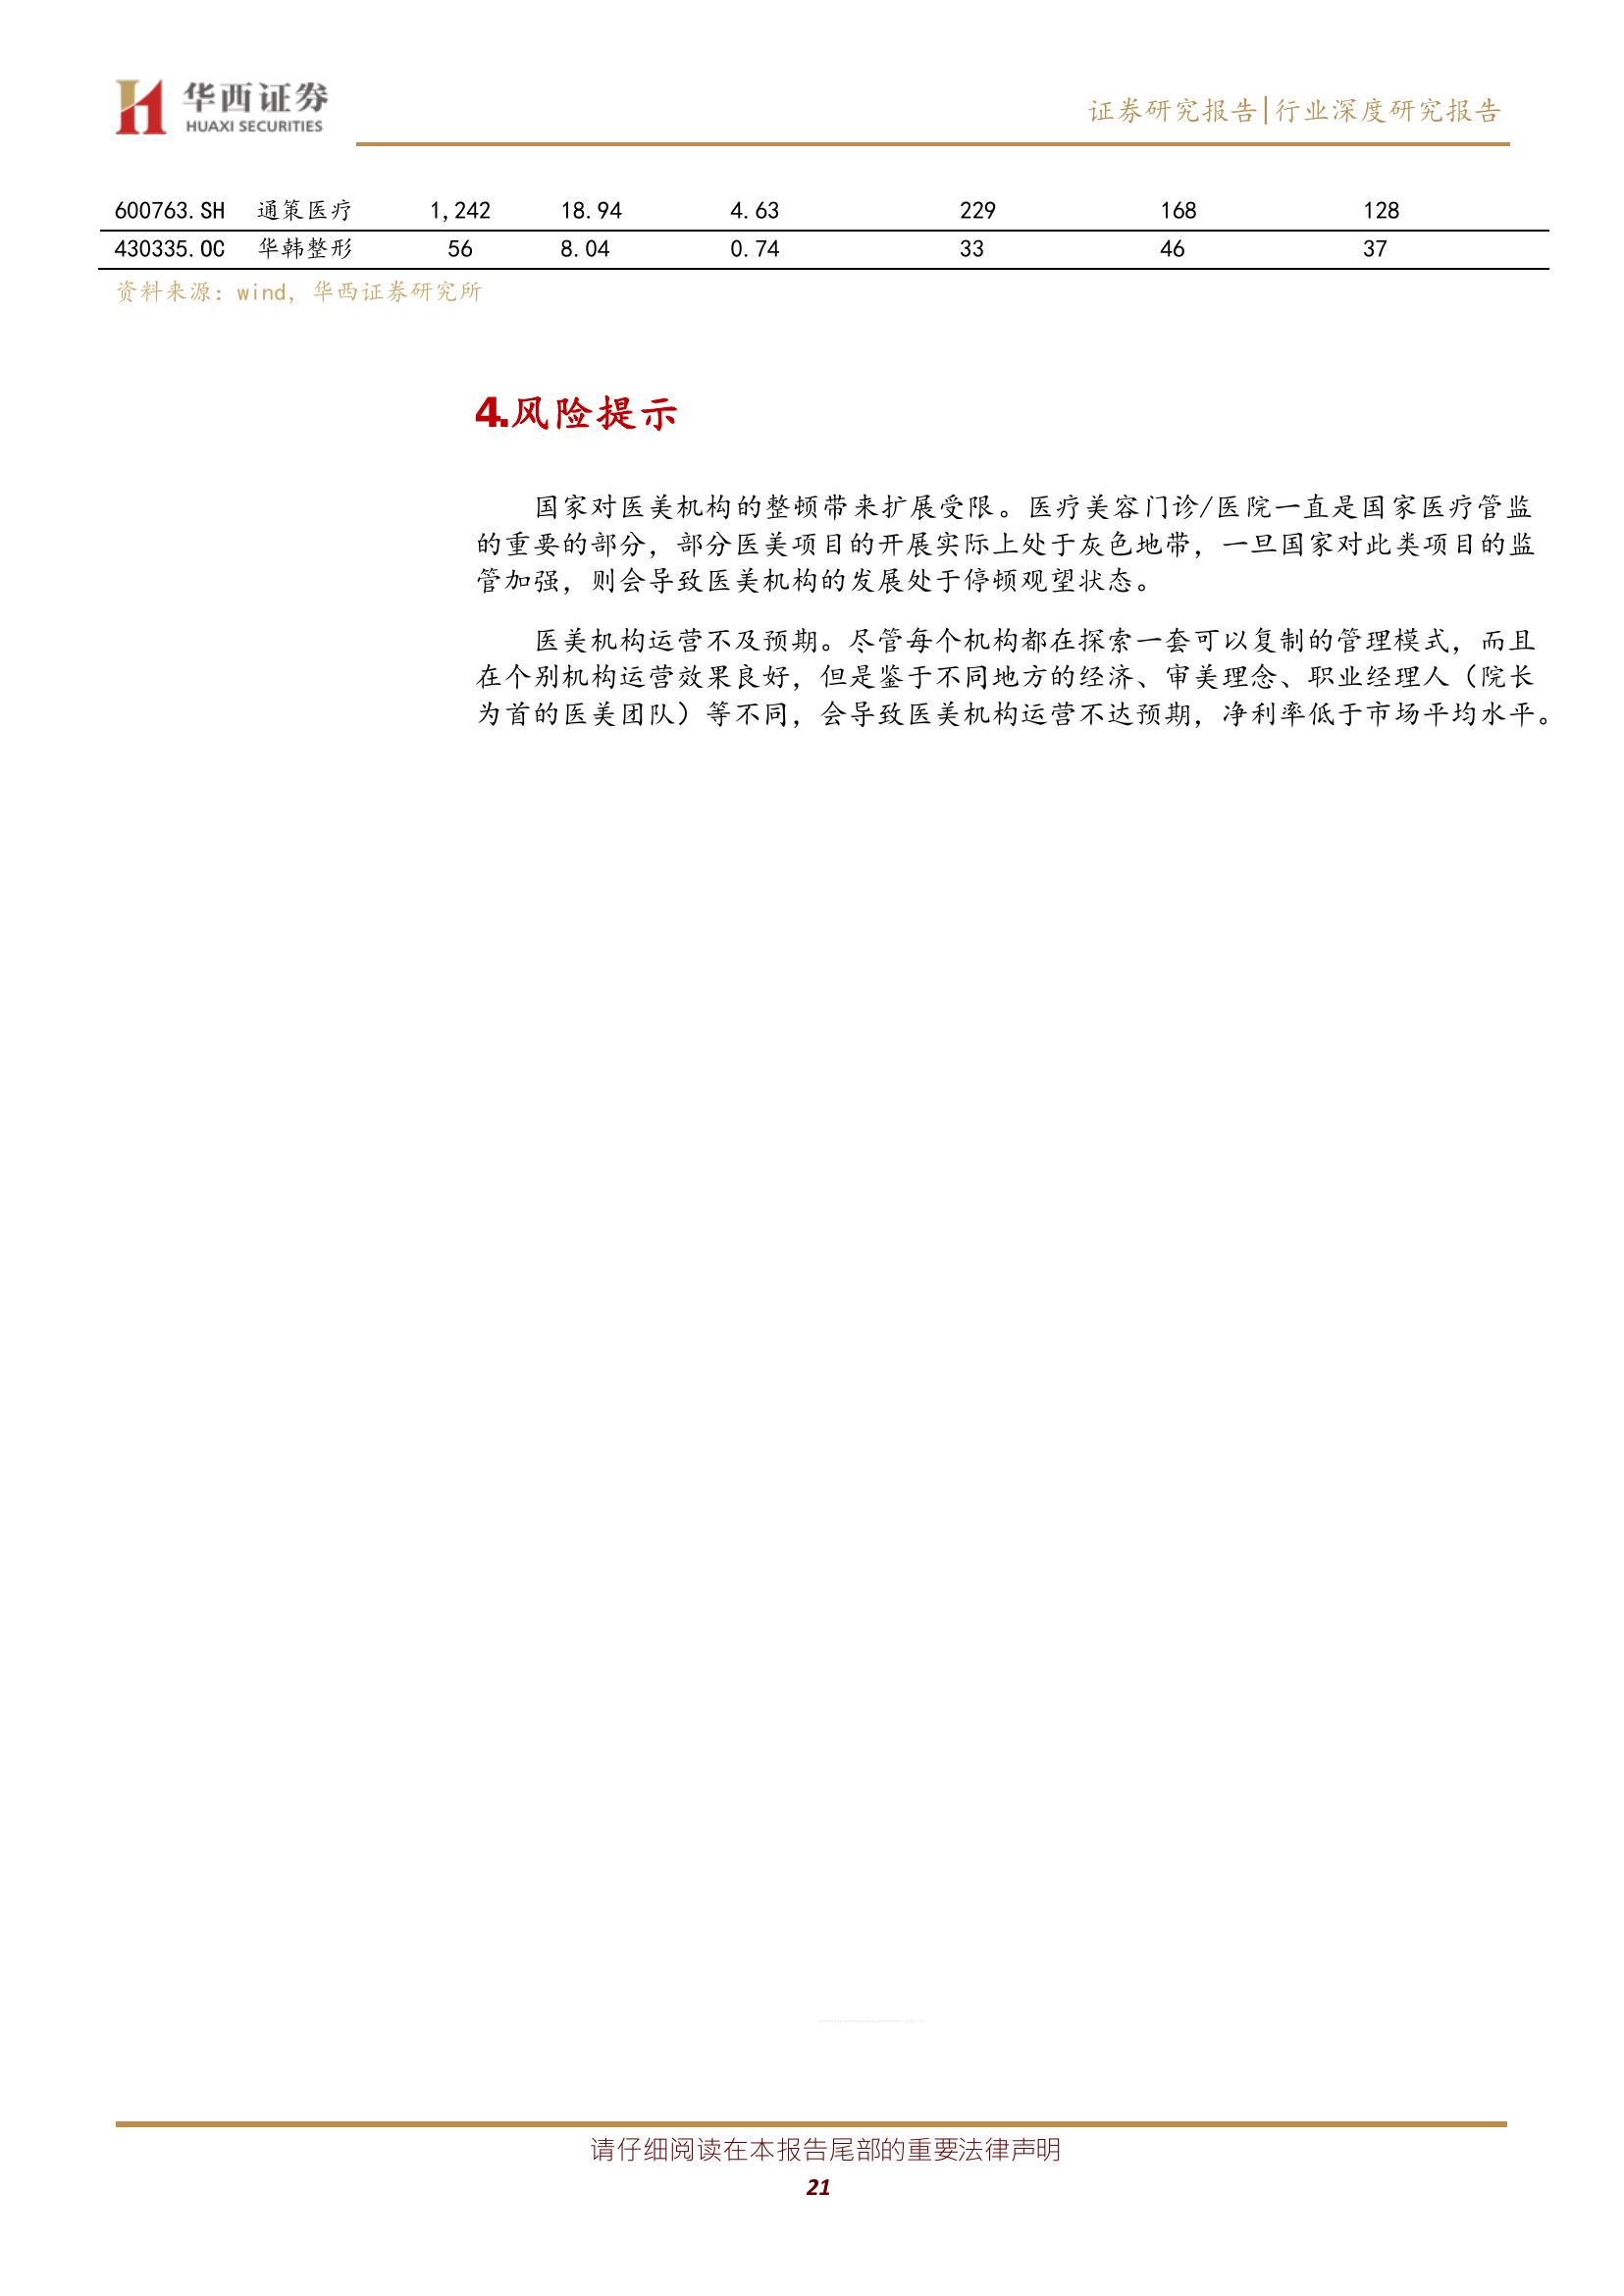 华西证券
HUAXI SECURITIES
证券研究报告|行业深度研究报告
600763.SH 通策医疗 1,242 18.94 4.63 229 168 128
430335.OC 华韩整形 56 8.04 0.74 33 46 37
资料来源：wind，华西证券研究所
4.风险提示
国家对医美机构的整顿带来扩展受限。医疗美容门诊/医院一直是国家医疗管监
的重要的部分，部分医美项目的开展实际上处于灰色地带，一旦国家对此类项目的监
管加强，则会导致医美机构的发展处于停顿观望状态。
医美机构运营不及预期。尽管每个机构都在探索一套可以复制的管理模式，而且
在个别机构运营效果良好，但是鉴于不同地方的经济、审美理念、职业经理人（院长
为首的医美团队）等不同，会导致医美机构运营不达预期，净利率低于市场平均水平。
请仔细阅读在本报告尾部的重要法律声明
21